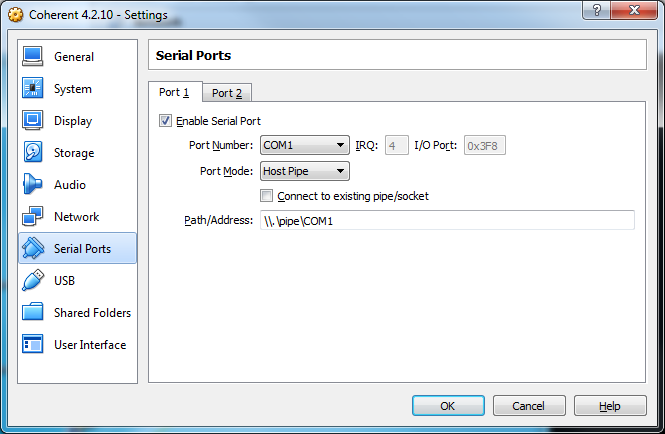 Coherent 4.2.10 - Settings
General
System
Display
Storage
Audio
Network
Serial Ports
USB
Shared Folders
User Interface
Serial Ports
Port 1 Port 2
Enable Serial Port
Port Number: COM1 IRQ: 4 I/O Port: 0x3F8
Port Mode: Host Pipe
Connect to existing pipe/socket
Path/Address: \\.\pipe\COM1
OK Cancel Help